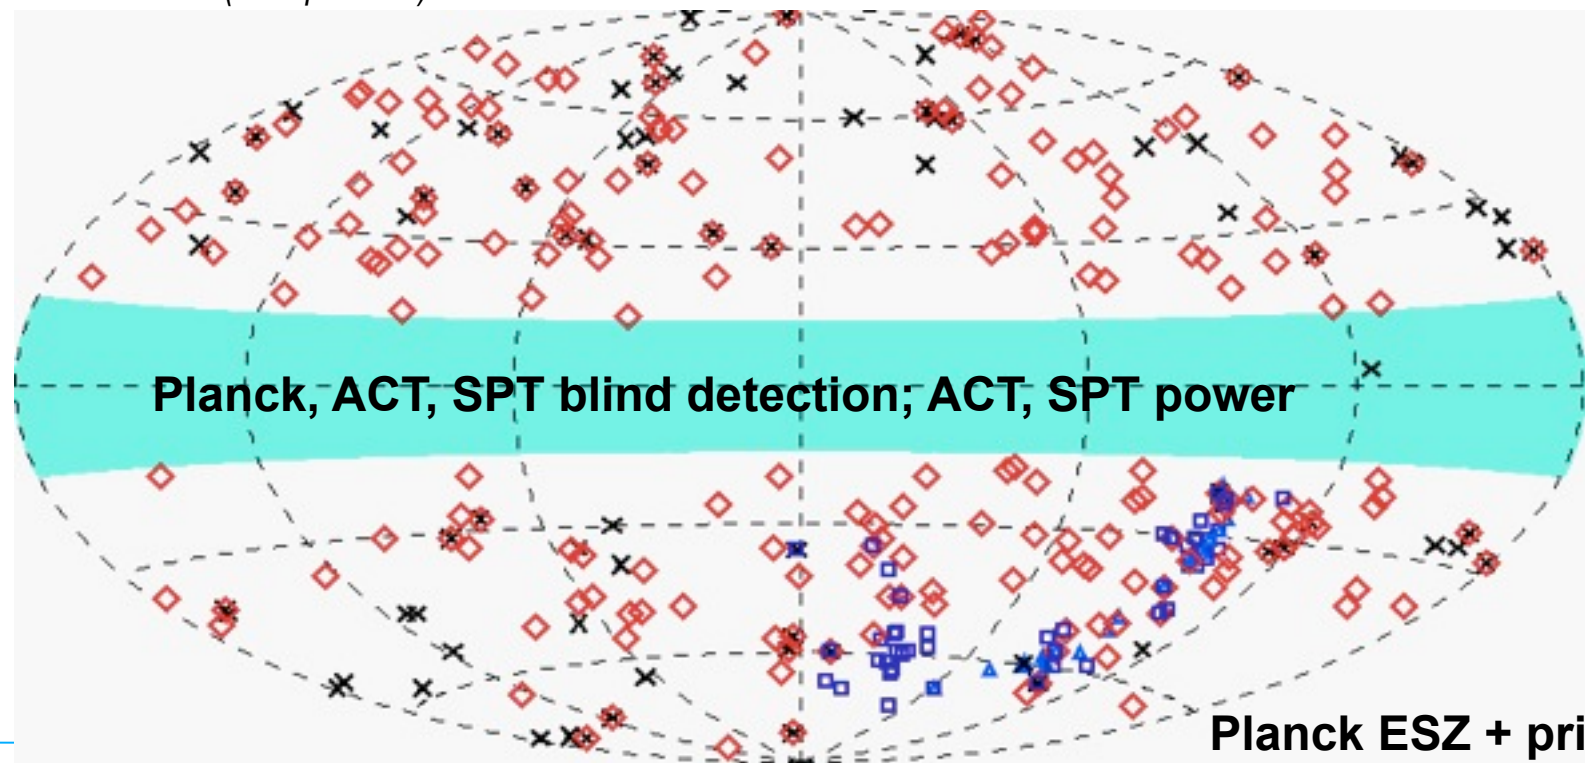 Planck, ACT, SPT blind detection; ACT, SPT power
Planck ESZ + pri